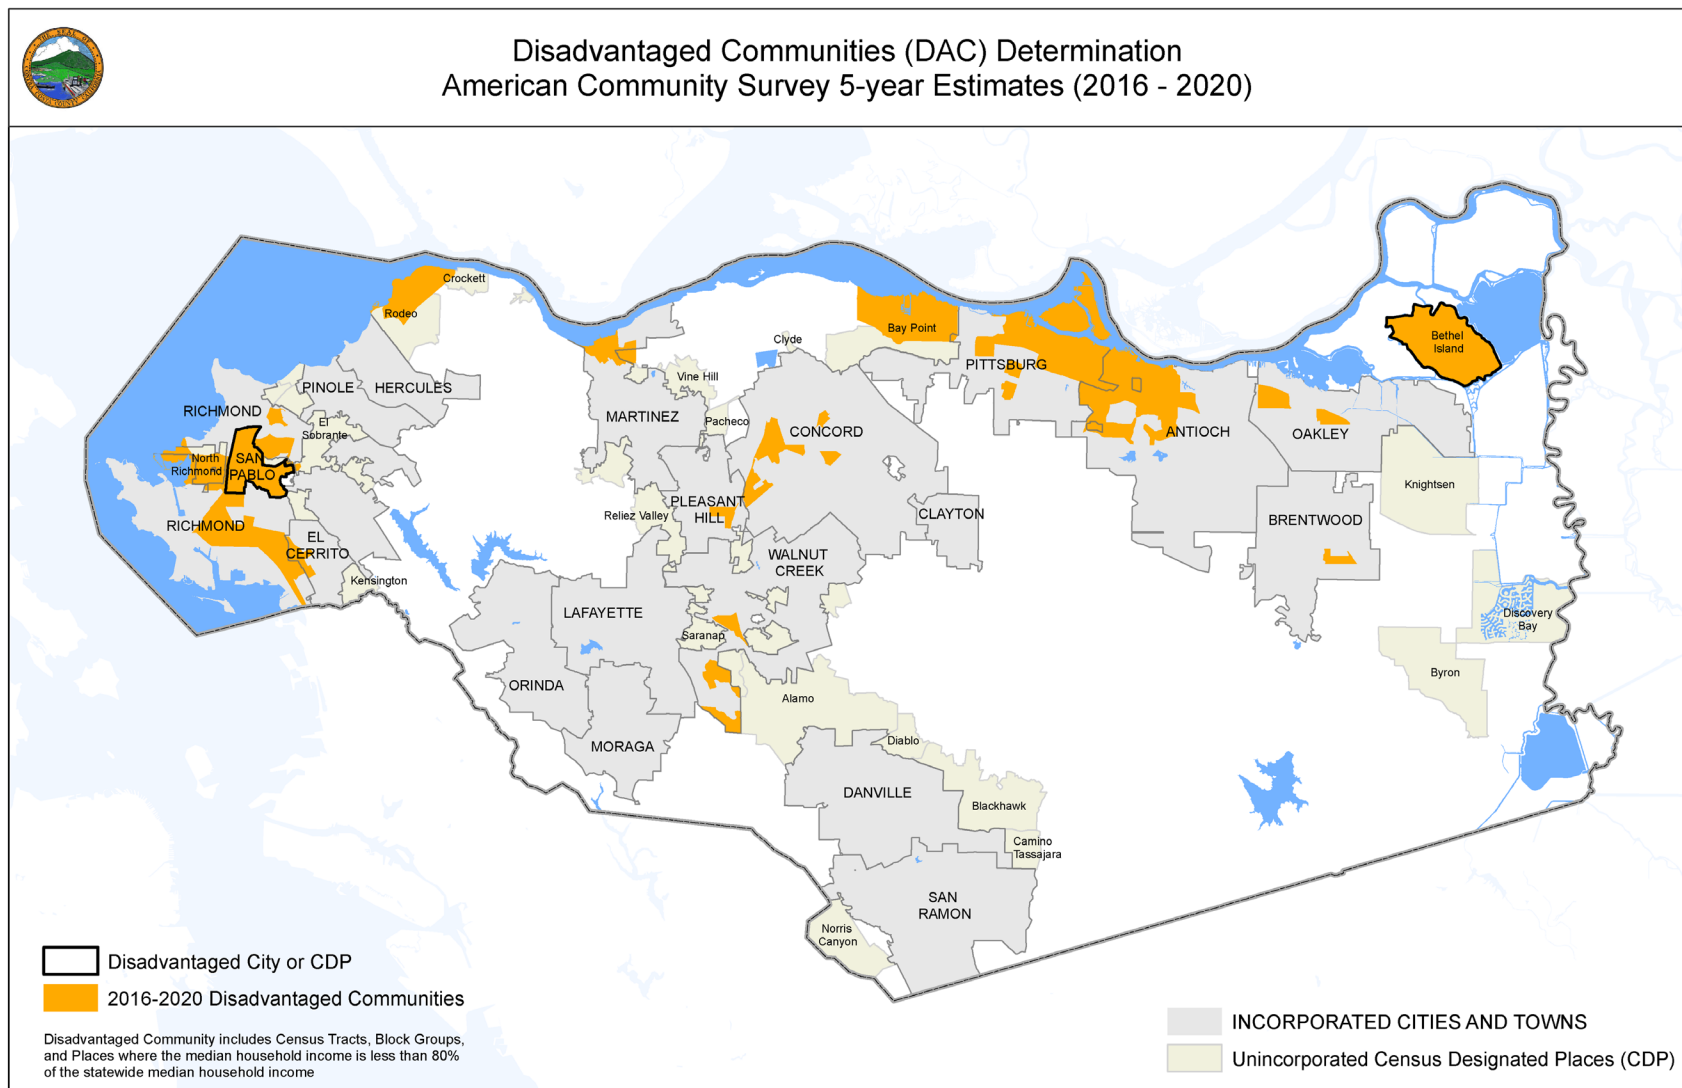 Disadvantaged Communities (DAC) Determination
American Community Survey 5-year Estimates (2016 - 2020)
Crockett
Rodeo
Bay Point
Bethel
Island
Clyde
PITTSBURG
Vine Hill
PINOLE
HERCULES
RICHMOND
MARTINEZ
Pacheco
El
Sobrante
CONCORD
ANTIOCH
OAKLEY
North
Richmond
SAN
PABLO
Knightsen
PLEASANT
HILL
Reliez Valley
CLAYTON
BRENTWOOD
RICHMOND
EL
CERRITO
WALNUT
CREEK
Kensington
LAFAYETTE
Discovery
Bay
Saranap
Byron
ORINDA
Alamo
MORAGA
Diablo
DANVILLE
Blackhawk
Camino
Tassajara
SAN
RAMON
Norris
Canyon
Disadvantaged City or CDP
2016-2020 Disadvantaged Communities
Disadvantaged Community includes Census Tracts, Block Groups,
and Places where the median household income is less than 80%
of the statewide median household income
INCORPORATED CITIES AND TOWNS
Unincorporated Census Designated Places (CDP)